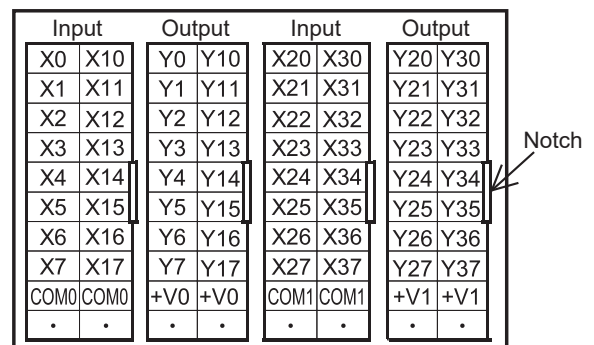 Input Output Input Output
X0 X10 Y0 Y10 X20 X30 Y20 Y30
X1 X11 Y1 Y11 X21 X31 Y21 Y31
X2 X12 Y2 Y12 X22 X32 Y22 Y32
X3 X13 Y3 Y13 X23 X33 Y23 Y33
Notch
X4 X14 Y4 Y14 X24 X34 Y24 Y34
X5 X15 Y5 Y15 X25 X35 Y25 Y35
X6 X16 Y6 Y16 X26 X36 Y26 Y36
X7 X17 Y7 Y17 X27 X37 Y27 Y37
COM0 COM0 +V0 +V0 COM1 COM1 +V1 +V1
· · · · · · · ·